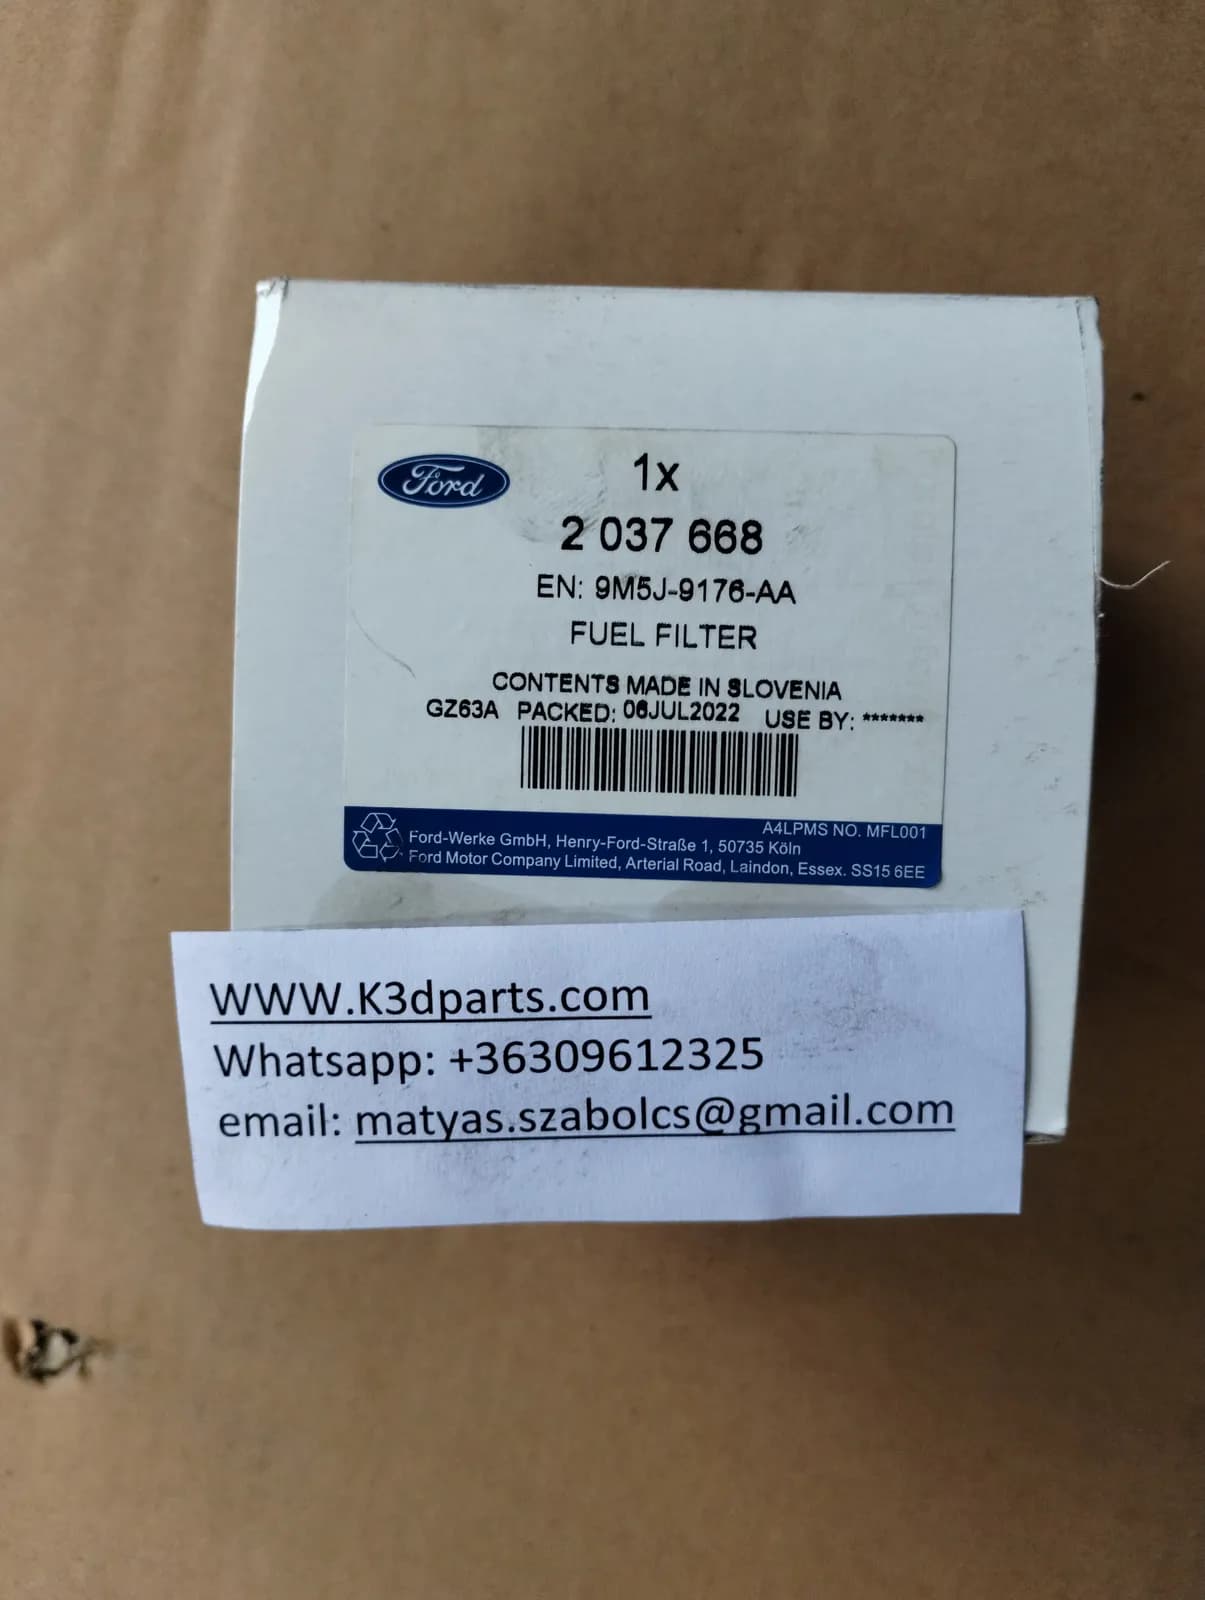 Ford
1x
2 037 668
EN: 9M5J-9176-AA
FUEL FILTER
CONTENTS MADE IN SLOVENIA
GZ63A PACKED: 06JUL2022 USE BY: *******
A4LPMS NO. MFL001
Ford-Werke GmbH, Henry-Ford-Straße 1, 50735 Köln
Ford Motor Company Limited, Arterial Road, Laindon, Essex. SS15 6EE
WWW.K3dparts.com
Whatsapp: +36309612325
email: matyas.szabolcs@gmail.com